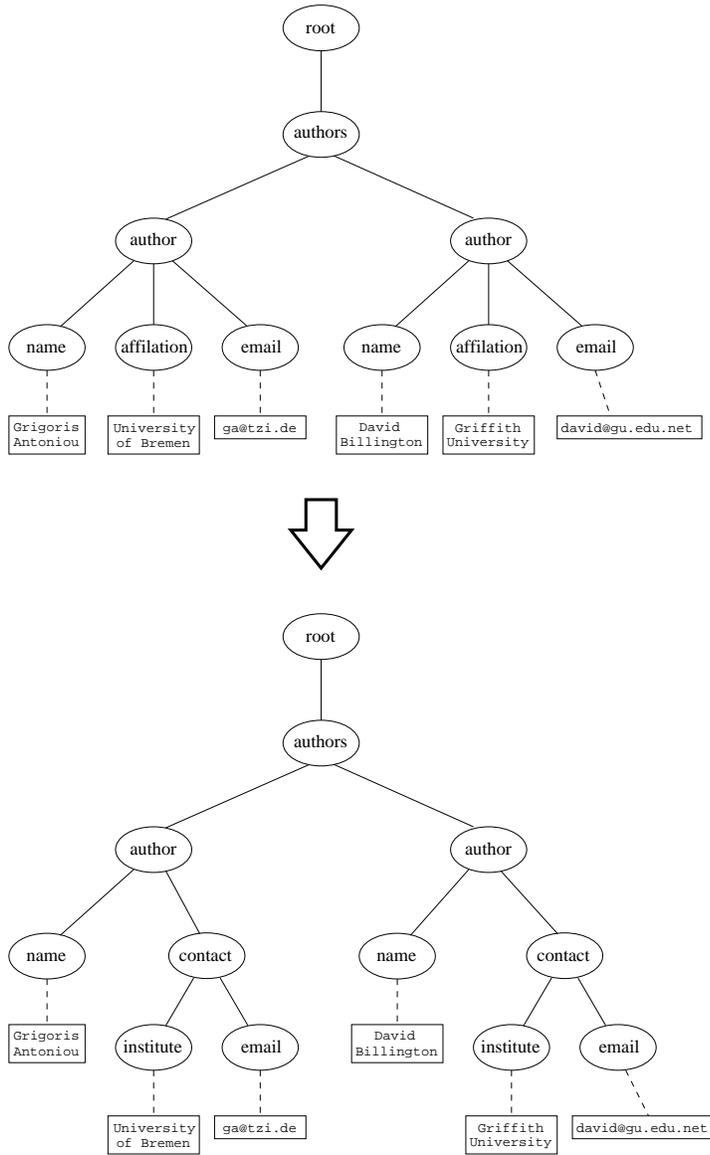 root
authors
author author
name affilation email name affilation email
Grigoris University ga@tzi.de David Griffith david@gu.edu.net
Antoniou of Bremen Billington University
root
authors
author author
name contact name contact
Grigoris institute email David institute email
Antoniou Billington
University ga@tzi.de Griffith david@gu.edu.net
of Bremen University